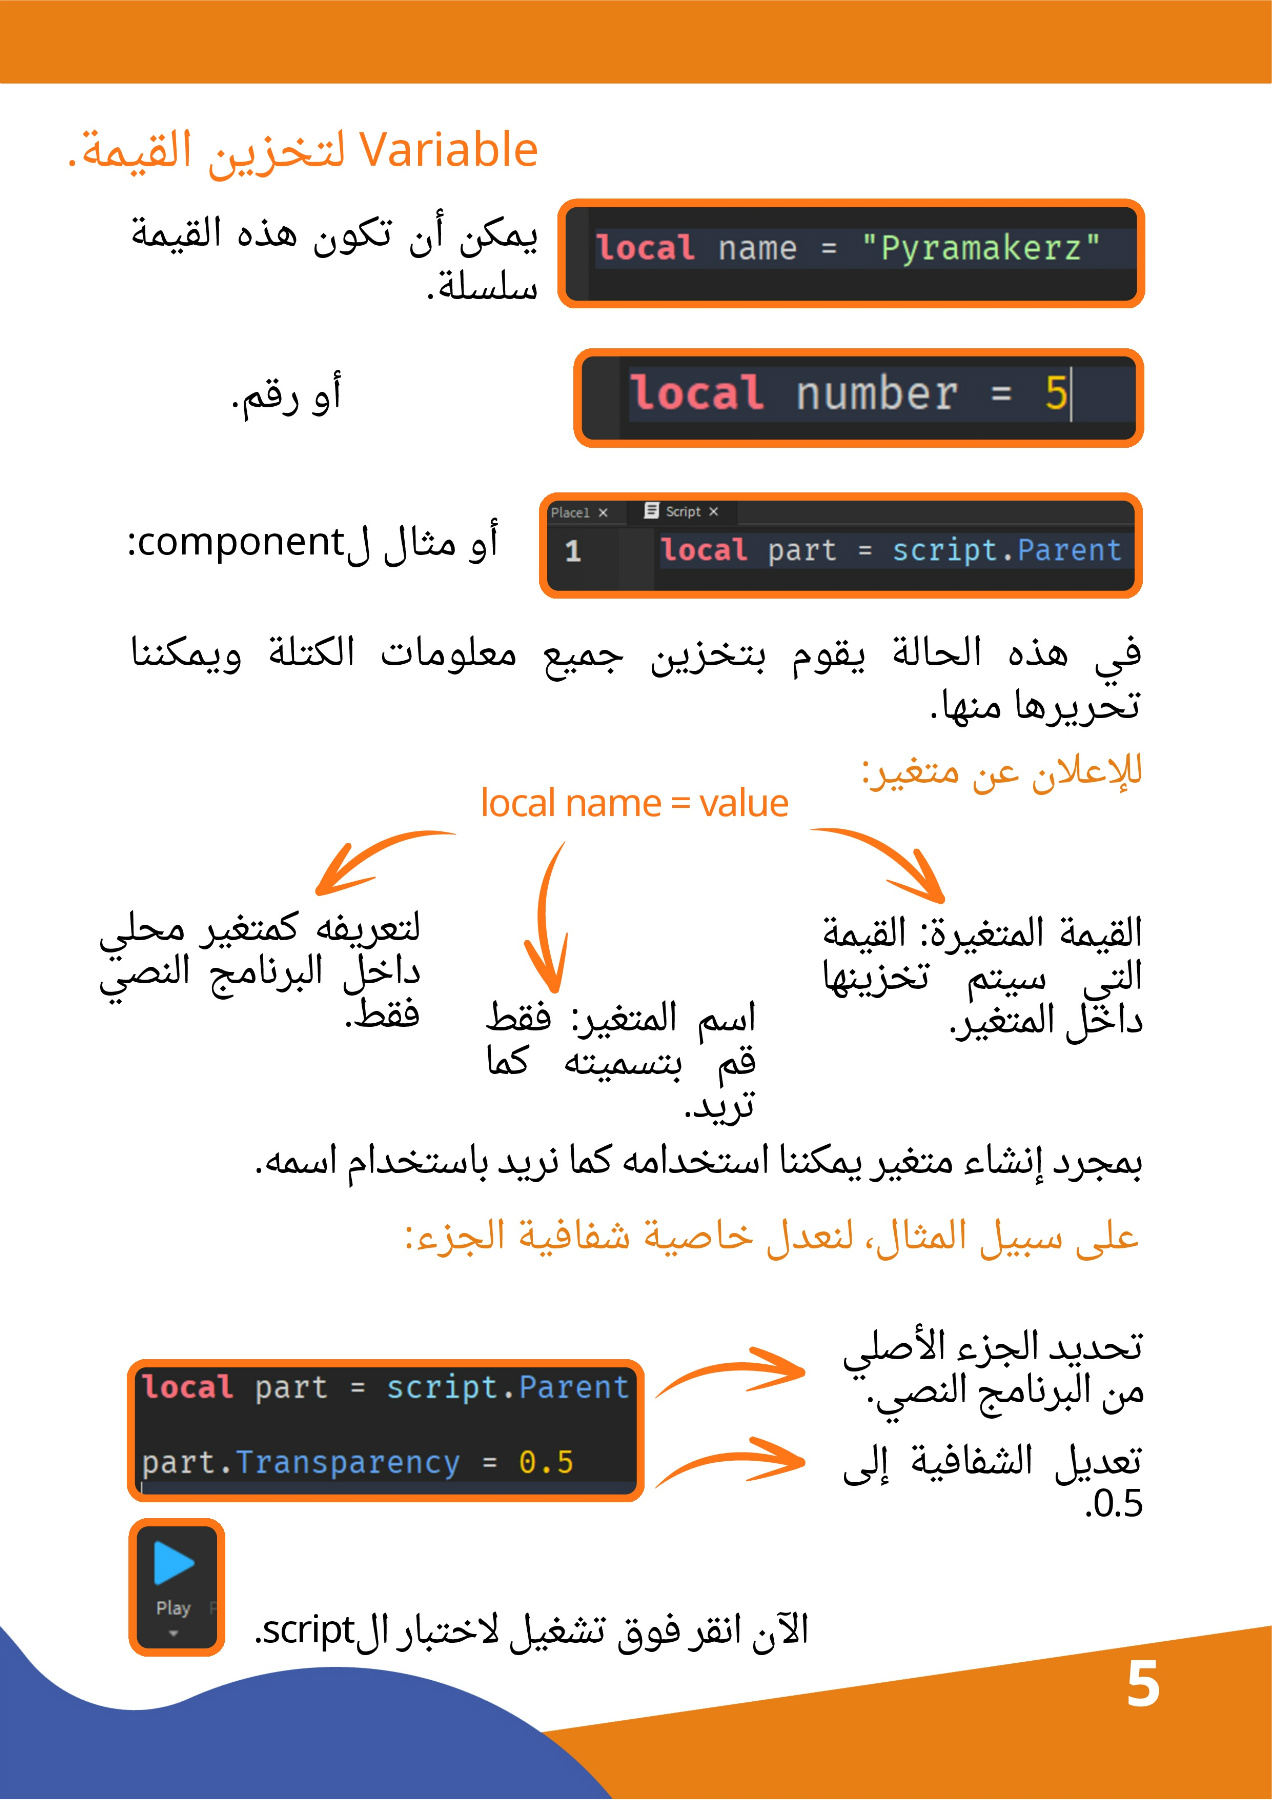 Variable لتخزين القيمة.
يمكن أن تكون هذه القيمة
سلسلة.
local name = "Pyramakerz"
أو رقم.
local number = 5
أو مثال لcomponent:
Place1 × Script ×
1 local part = script.Parent
في هذه الحالة يقوم بتخزين جميع معلومات الكتلة ويمكننا
تحريرها منها.
للإعلان عن متغير:
local name = value
القيمة المتغيرة: القيمة
التي سيتم تخزينها
داخل المتغير.
اسم المتغير: فقط
قم بتسميته كما
تريد.
لتعريفه كمتغير محلي
داخل البرنامج النصي
فقط.
بمجرد إنشاء متغير يمكننا استخدامه كما نريد باستخدام اسمه.
على سبيل المثال، لنعدل خاصية شفافية الجزء:
local part = script.Parent
part.Transparency = 0.5
تحديد الجزء الأصلي
من البرنامج النصي.
تعديل الشفافية إلى
0.5.
Play
الآن انقر فوق تشغيل لاختبار الscript.
5